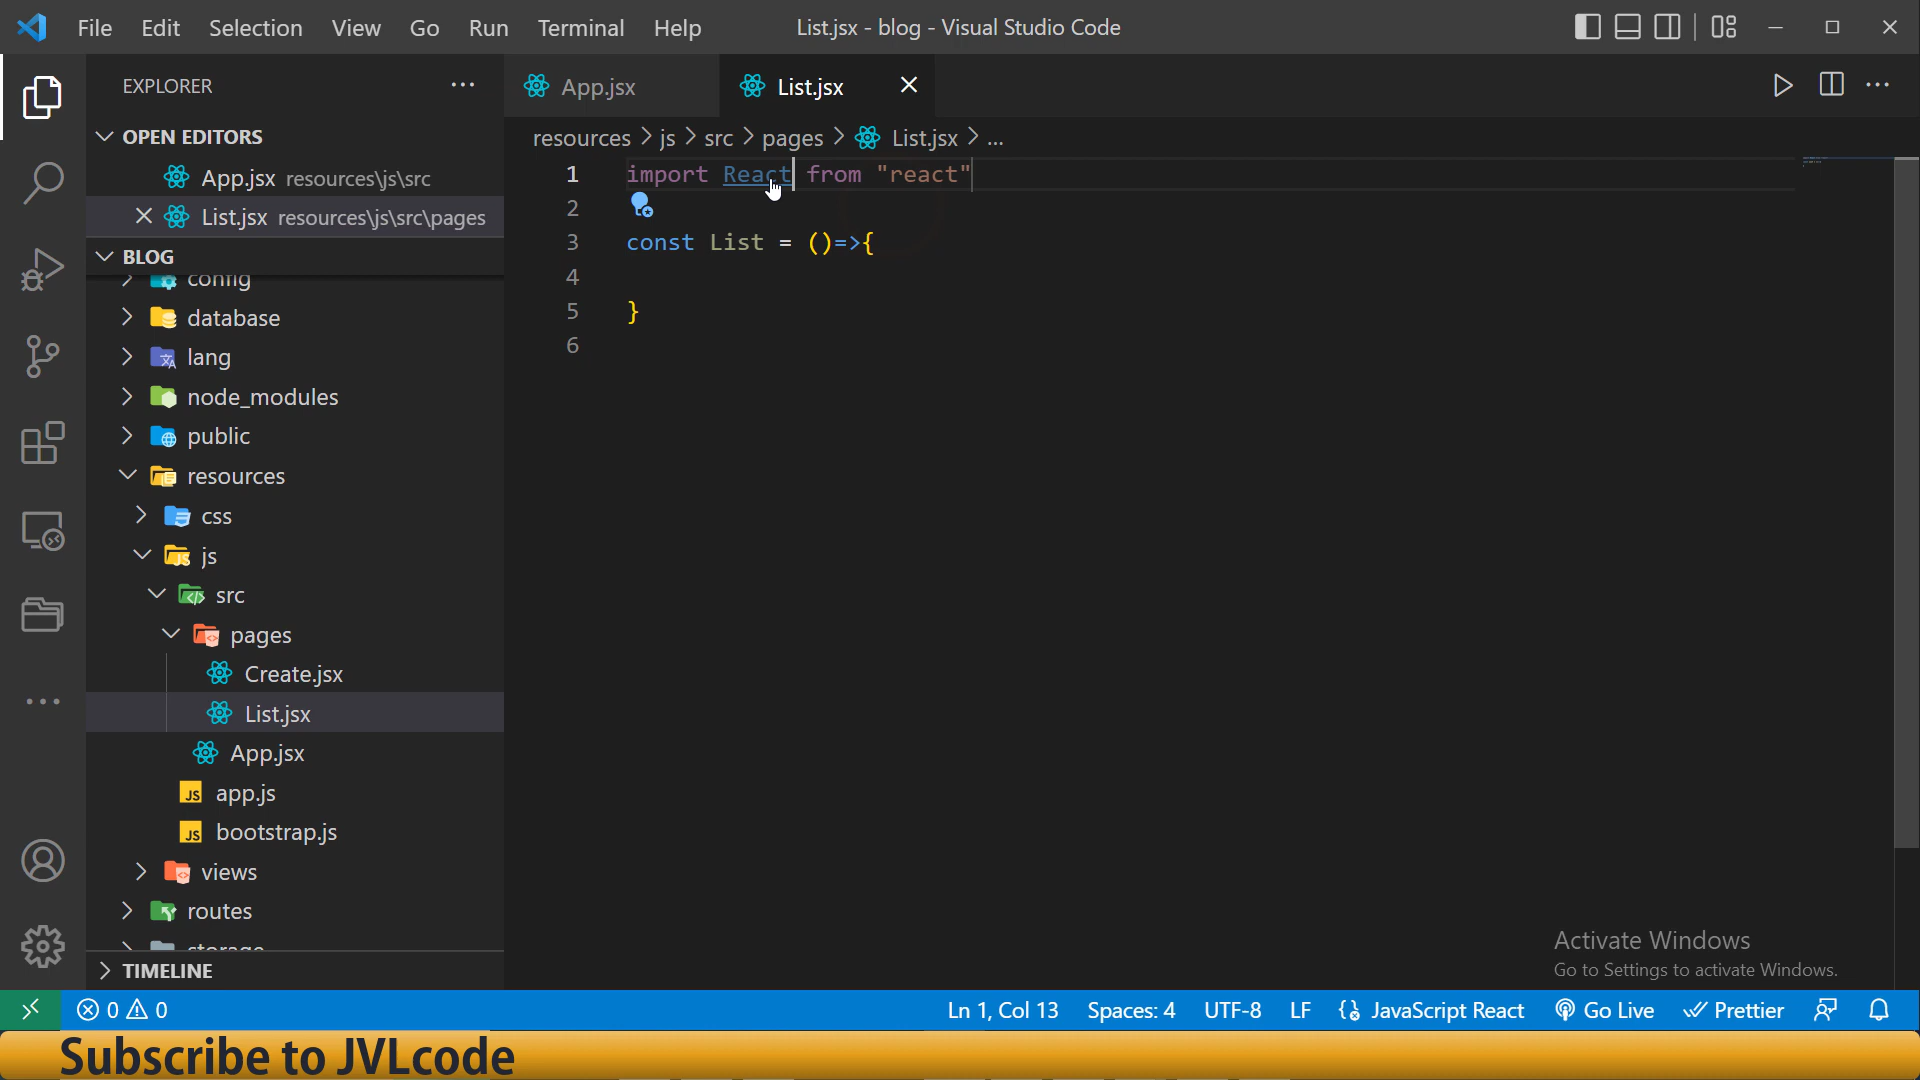 File Edit Selection View Go Run Terminal Help List.jsx - blog - Visual Studio Code
EXPLORER
OPEN EDITORS
App.jsx resources\js\src
List.jsx resources\js\src\pages
BLOG
config
database
lang
node_modules
public
resources
css
js
src
pages
Create.jsx
List.jsx
App.jsx
app.js
bootstrap.js
views
routes
storage
TIMELINE
App.jsx List.jsx
resources > js > src > pages > List.jsx > ...
1 import React from "react"
2
3 const List = ()=>{
4
5 }
6
Activate Windows
Go to Settings to activate Windows.
0 0 Ln 1, Col 13 Spaces: 4 UTF-8 LF {} JavaScript React Go Live Prettier
Subscribe to JVLcode